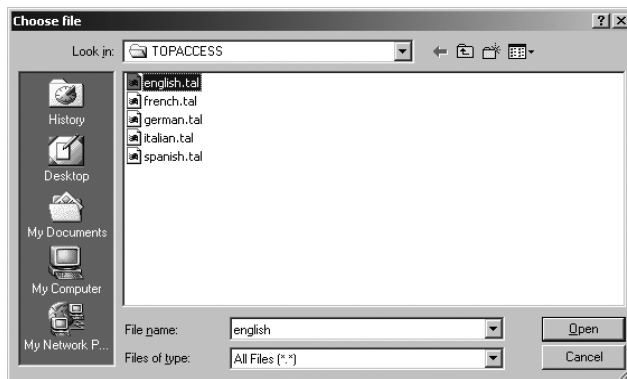 Choose file
Look in: TOPACCESS
History
Desktop
My Documents
My Computer
My Network P...
english.tal
french.tal
german.tal
italian.tal
spanish.tal
File name: english Open
Files of type: All Files (*.*) Cancel